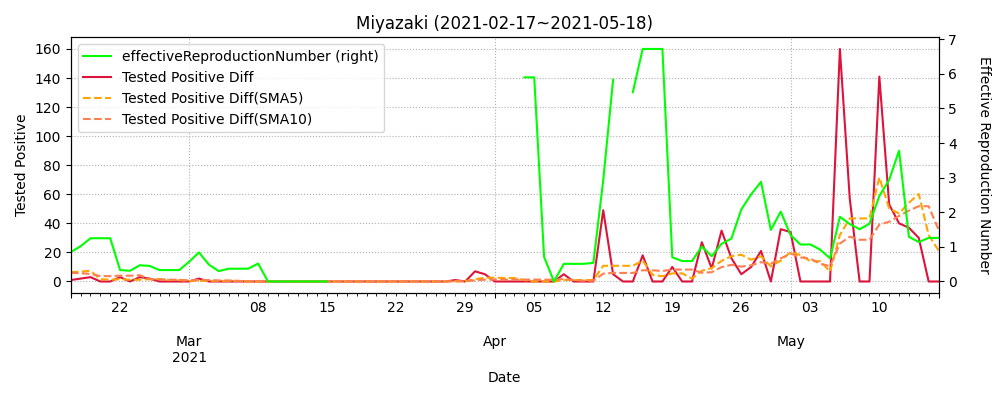 Miyazaki (2021-02-17~2021-05-18)
effectiveReproductionNumber (right)
Tested Positive Diff
Tested Positive Diff(SMA5)
Tested Positive Diff(SMA10)
Tested Positive
160
140
120
100
80
60
40
20
0
7
6
5
4
3
2
1
0
Effective Reproduction Number
22 08 15 22 29 05 12 19 26 03 10
Mar Apr May
2021
Date